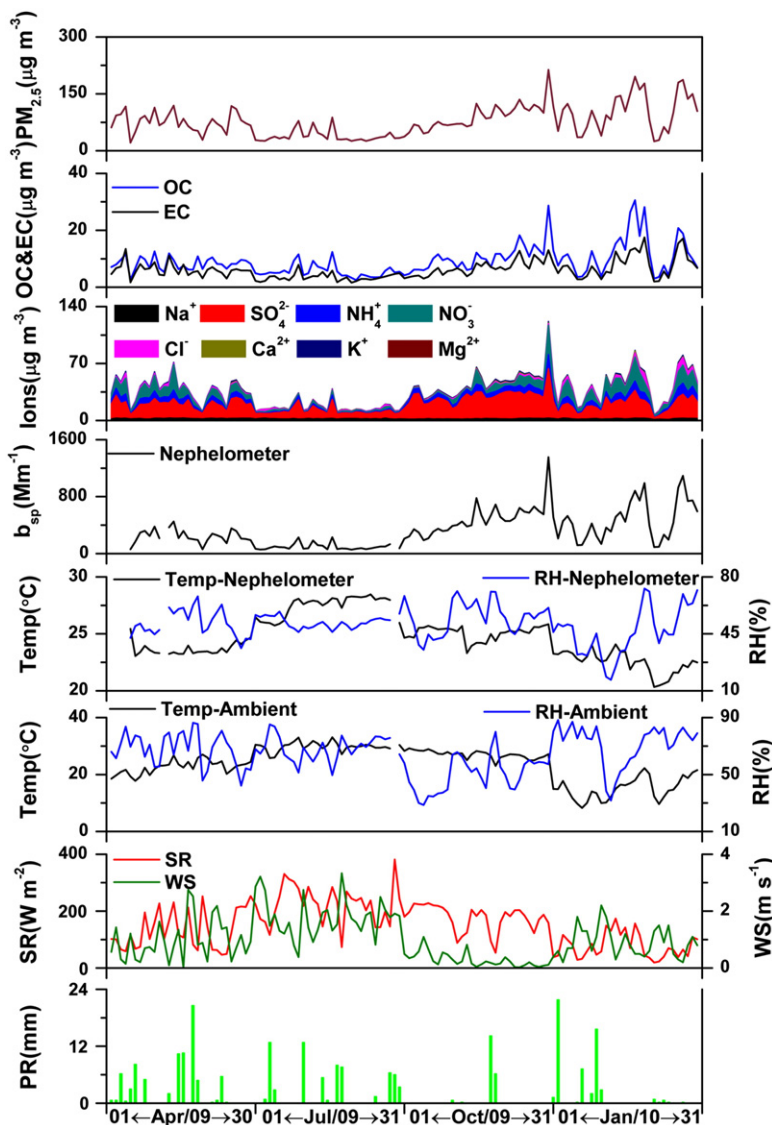 PM2.5(μg m-3)
300
150
0
OC&EC(μg m-3)
40
20
0
OC
EC
Ions(μg m-3)
140
70
0
Na+ SO4 2- NH4+ NO3-
Cl- Ca2+ K+ Mg2+
bsp(Mm-1)
1600
800
0
Nephelometer
Temp(°C)
30
25
20
Temp-Nephelometer
RH-Nephelometer
80
45
10
RH(%)
Temp(°C)
40
20
0
Temp-Ambient
RH-Ambient
90
50
10
RH(%)
SR(W m-2)
400
200
0
SR
WS
4
2
0
WS(m s-1)
PR(mm)
24
12
0
01←Apr/09→30 01←Jul/09→31 01←Oct/09→31 01←Jan/10→31